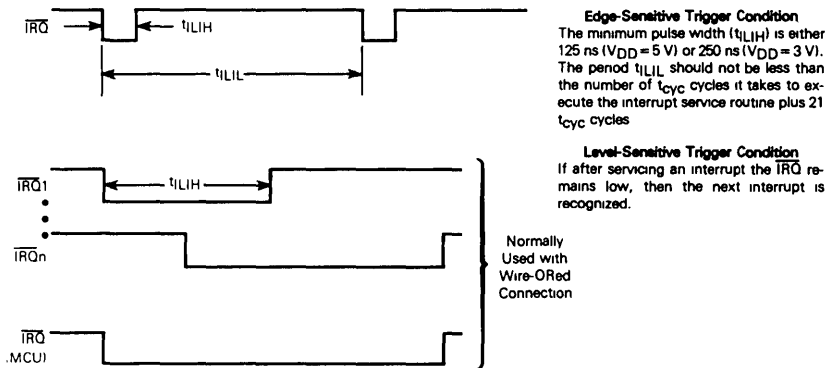 IRQ
tILIH
tILIL
Edge-Sensitive Trigger Condition
The minimum pulse width (tILIH) is either
125 ns (VDD = 5 V) or 250 ns (VDD = 3 V).
The period tILIL should not be less than
the number of tcyc cycles it takes to ex-
ecute the interrupt service routine plus 21
tcyc cycles
Level-Sensitive Trigger Condition
If after servicing an interrupt the IRQ re-
mains low, then the next interrupt is
recognized.
IRQ1
tILIH
IRQn
IRQ
.MCU)
Normally
Used with
Wire-ORed
Connection